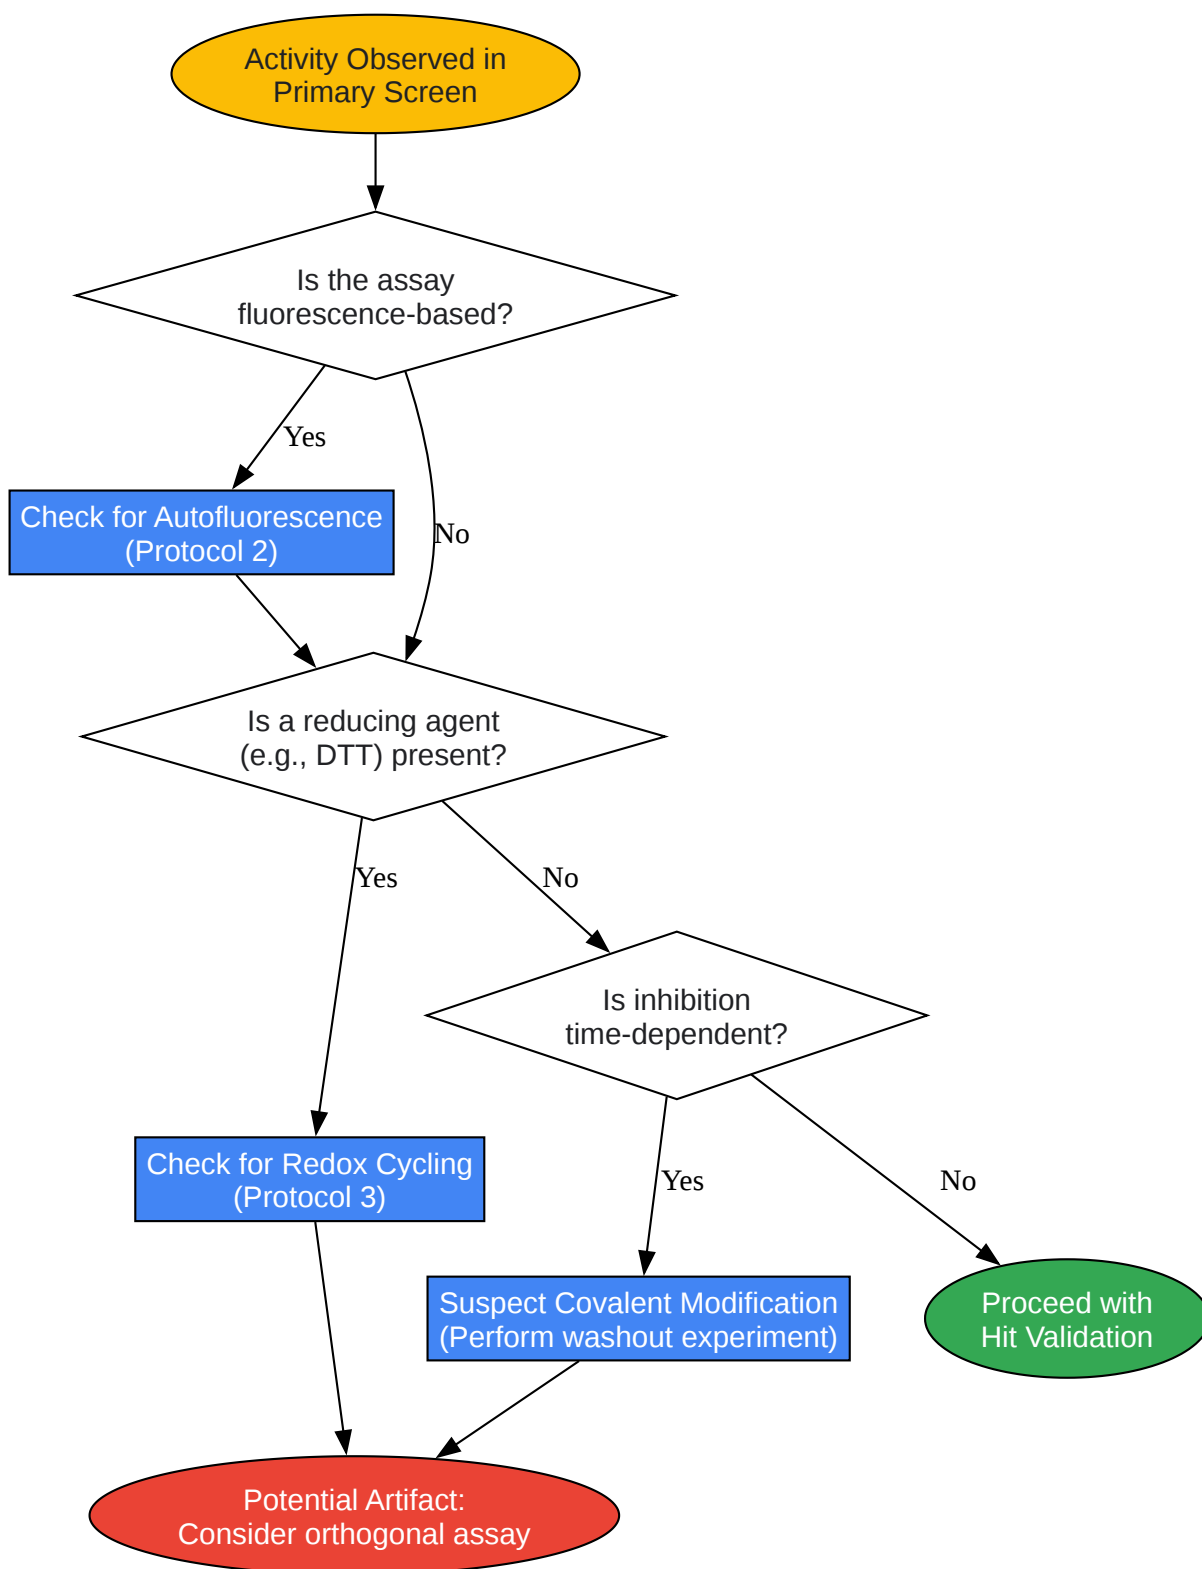 Activity Observed in
Primary Screen
Is the assay
fluorescence-based?
Yes
Check for Autofluorescence
(Protocol 2)
No
Is a reducing agent
(e.g., DTT) present?
Yes
No
Is inhibition
time-dependent?
Check for Redox Cycling
(Protocol 3)
Yes
No
Suspect Covalent Modification
(Perform washout experiment)
Proceed with
Hit Validation
Potential Artifact:
Consider orthogonal assay